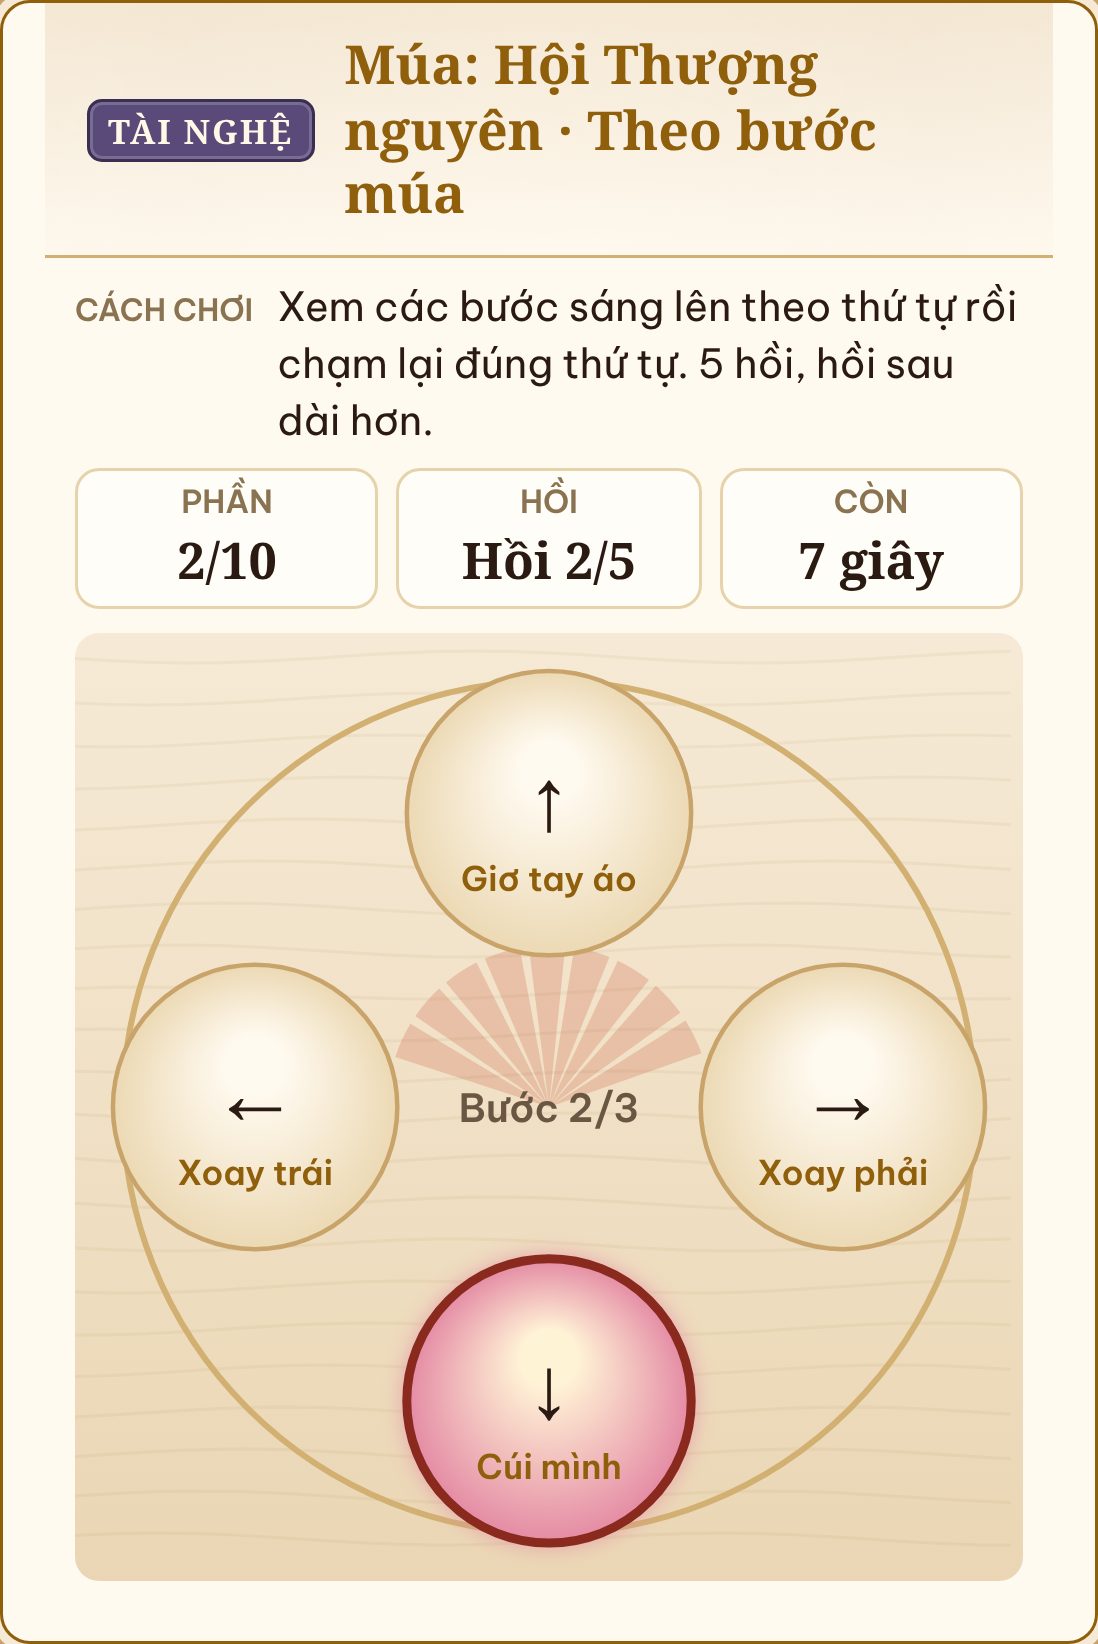 TÀI NGHỆ
Múa: Hội Thượng
nguyên · Theo bước
múa
CÁCH CHƠI
Xem các bước sáng lên theo thứ tự rồi
chạm lại đúng thứ tự. 5 hồi, hồi sau
dài hơn.
PHẦN
2/10
HỒI
Hồi 2/5
CÒN
7 giây
↑
Giơ tay áo
←
Xoay trái
Bước 2/3
→
Xoay phải
↓
Cúi mình